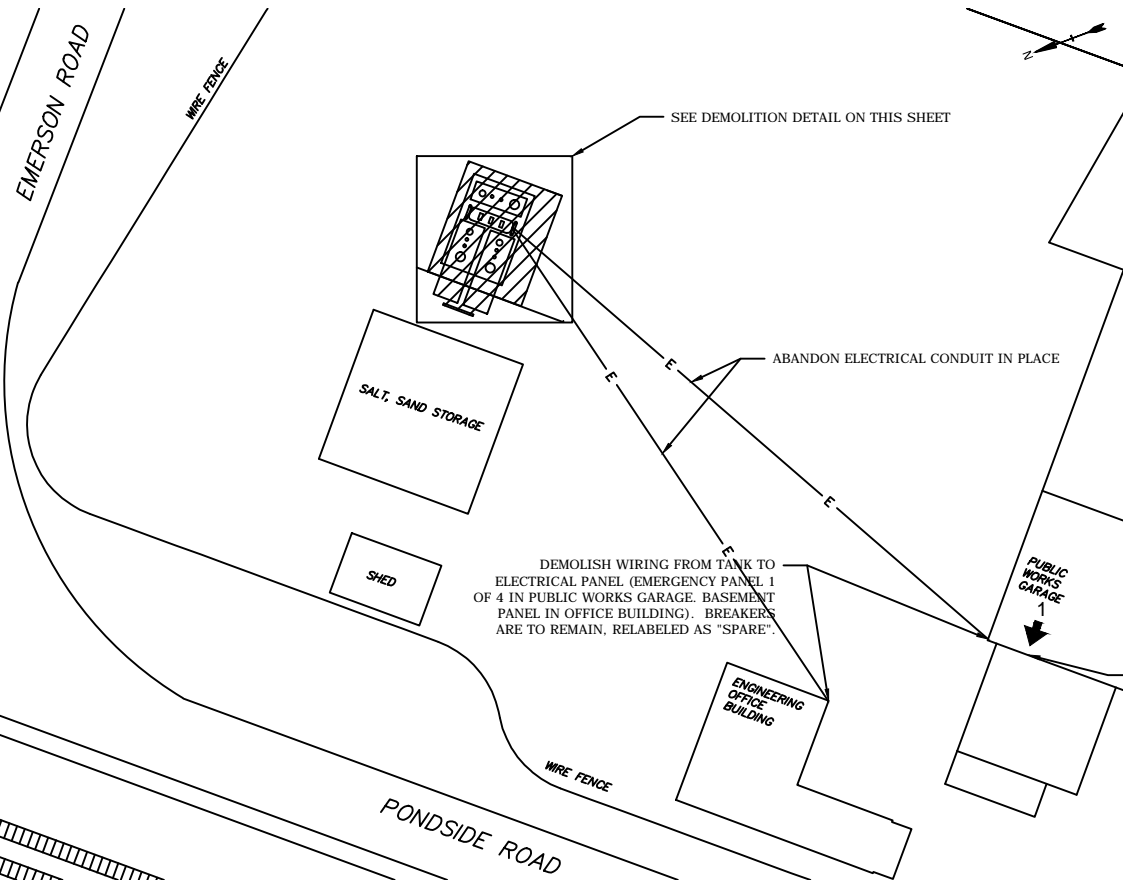 EMERSON ROAD
WIRE FENCE
N
SEE DEMOLITION DETAIL ON THIS SHEET
E
E
ABANDON ELECTRICAL CONDUIT IN PLACE
SALT, SAND STORAGE
E
E
SHED
DEMOLISH WIRING FROM TANK TO
ELECTRICAL PANEL (EMERGENCY PANEL 1
OF 4 IN PUBLIC WORKS GARAGE. BASEMENT
PANEL IN OFFICE BUILDING). BREAKERS
ARE TO REMAIN, RELABELED AS "SPARE".
PUBLIC
WORKS
GARAGE
1
ENGINEERING
OFFICE
BUILDING
WIRE FENCE
PONDSIDE ROAD